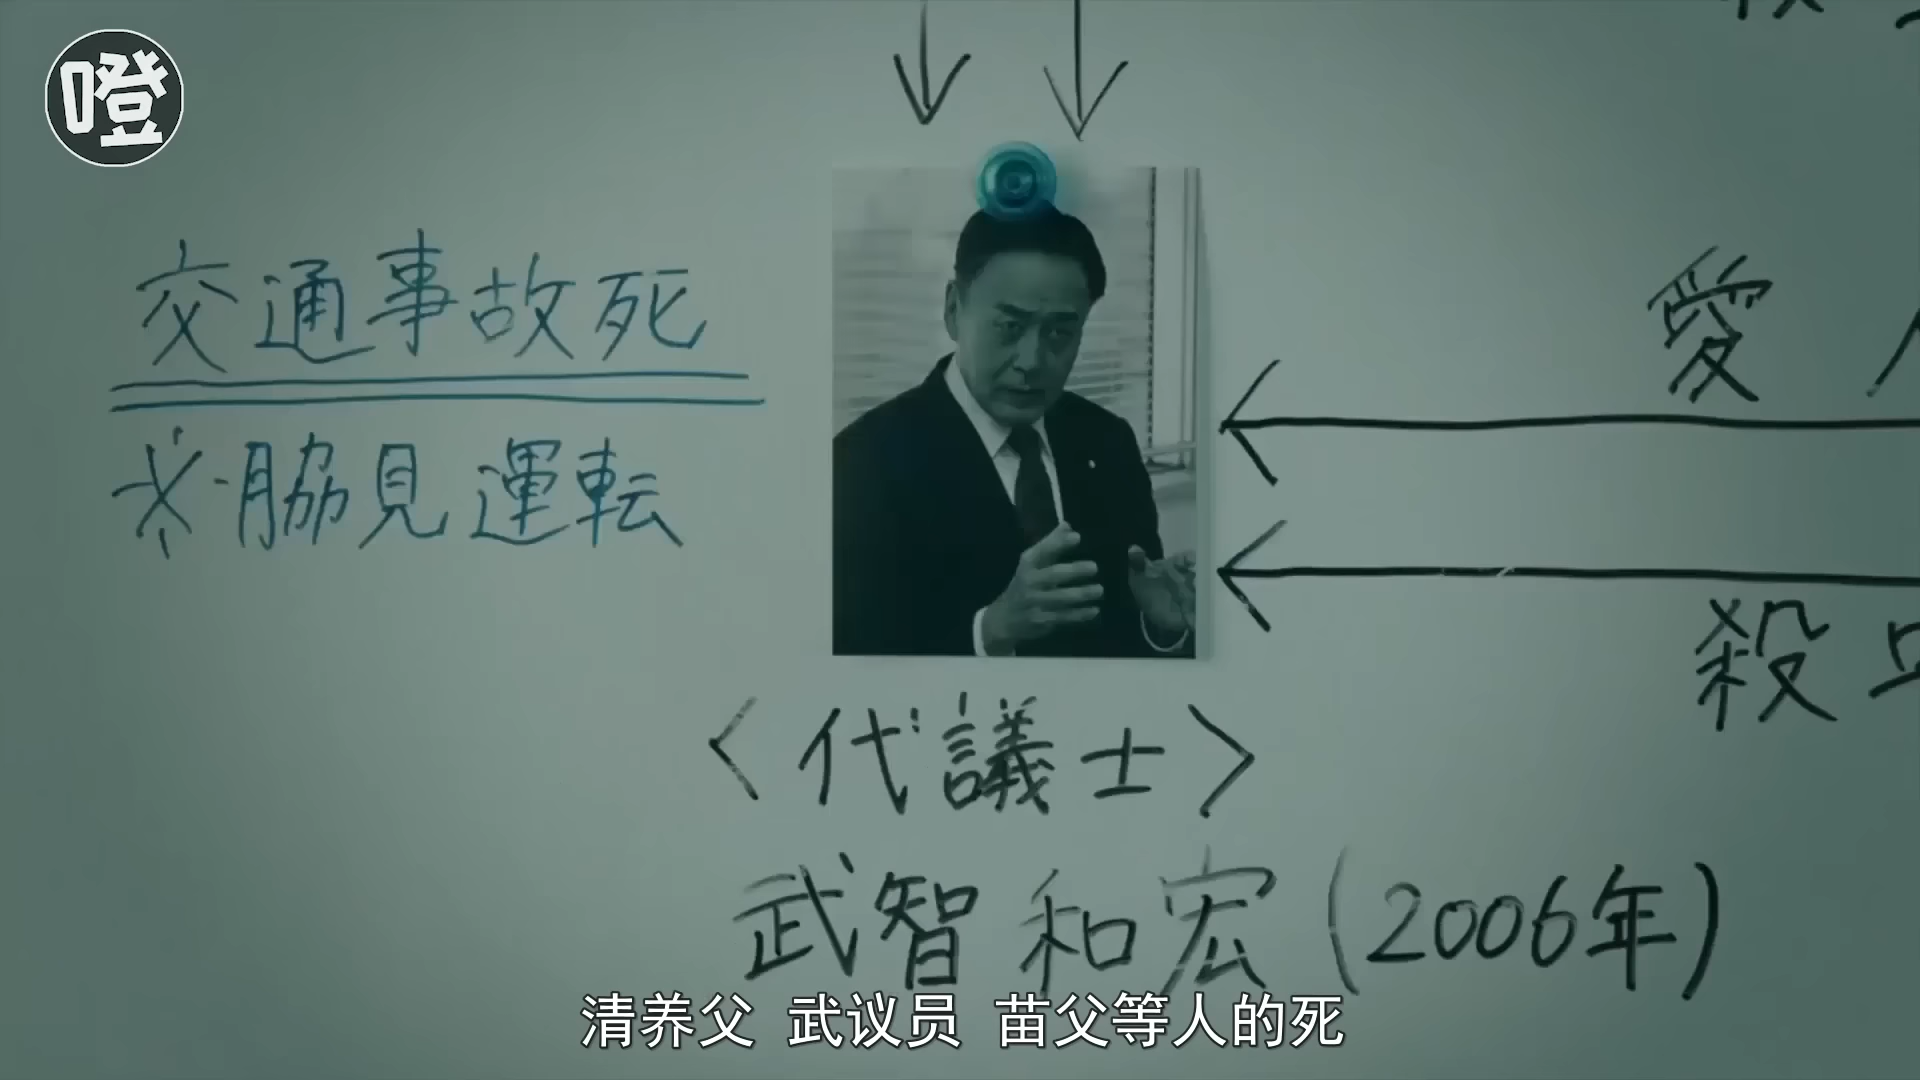 噔
交通事故死
※脇見運転
愛
殺
<代議士>
武智和宏(2006年)
清养父 武议员 苗父等人的死